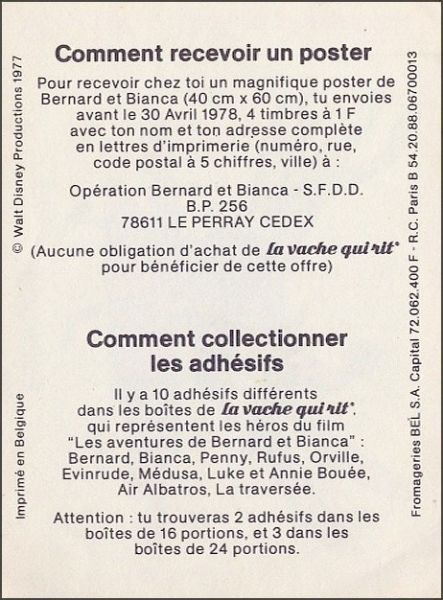 Comment recevoir un poster
Pour recevoir chez toi un magnifique poster de
Bernard et Bianca (40 cm x 60 cm), tu envoies
avant le 30 Avril 1978, 4 timbres à 1 F
avec ton nom et ton adresse complète
en lettres d'imprimerie (numéro, rue,
code postal à 5 chiffres, ville) à :
Opération Bernard et Bianca - S.F.D.D.
B.P. 256
78611 LE PERRAY CEDEX
(Aucune obligation d'achat de la vache qui rit*
pour bénéficier de cette offre)
Comment collectionner
les adhésifs
Il y a 10 adhésifs différents
dans les boîtes de la vache qui rit*,
qui représentent les héros du film
"Les aventures de Bernard et Bianca" :
Bernard, Bianca, Penny, Rufus, Orville,
Evinrude, Médusa, Luke et Annie Bouée,
Air Albatros, La traversée.
Attention : tu trouveras 2 adhésifs dans les
boîtes de 16 portions, et 3 dans les
boîtes de 24 portions.
© Walt Disney Productions 1977
Imprimé en Belgique
Fromageries BEL S.A. Capital 72.062.400 F - R.C. Paris B 54.20.88.06700013